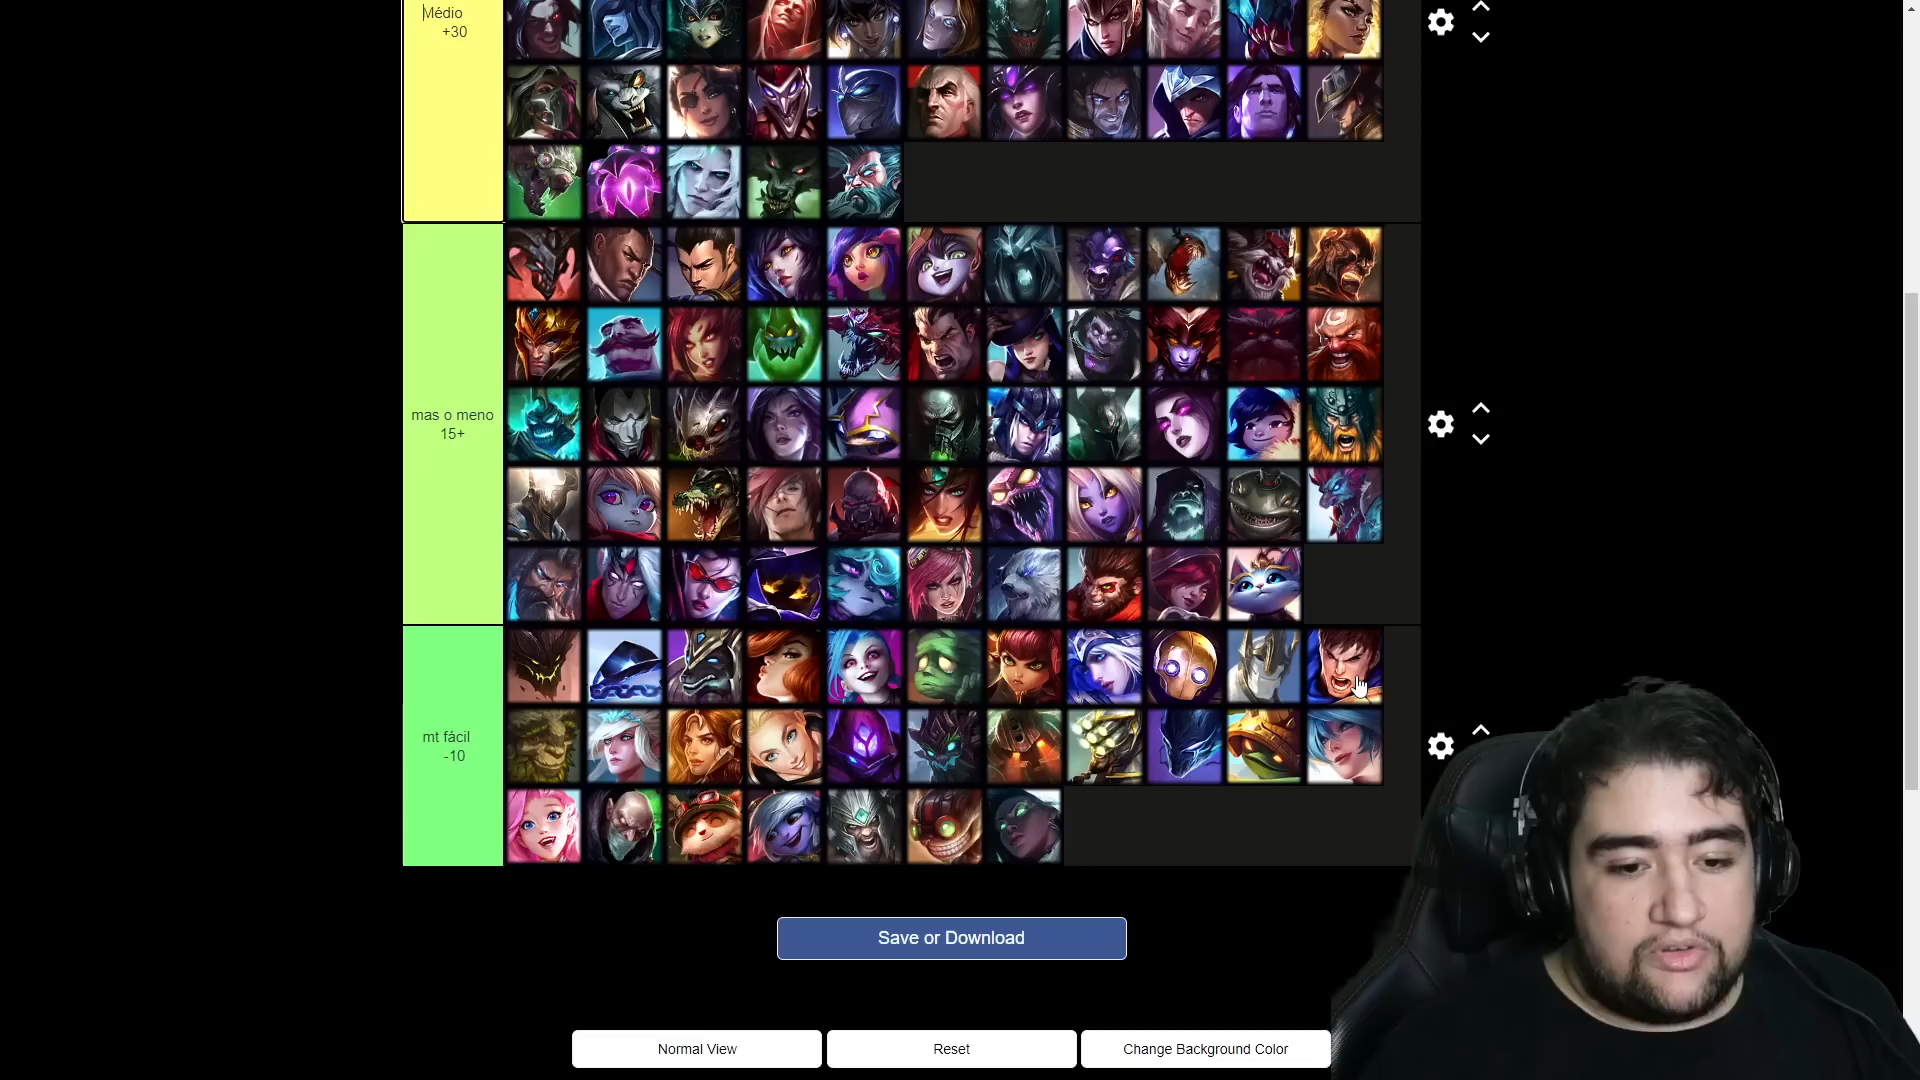 Médio
+30
mas o meno
15+
mt fácil
-10
Save or Download
Normal View
Reset
Change Background Color